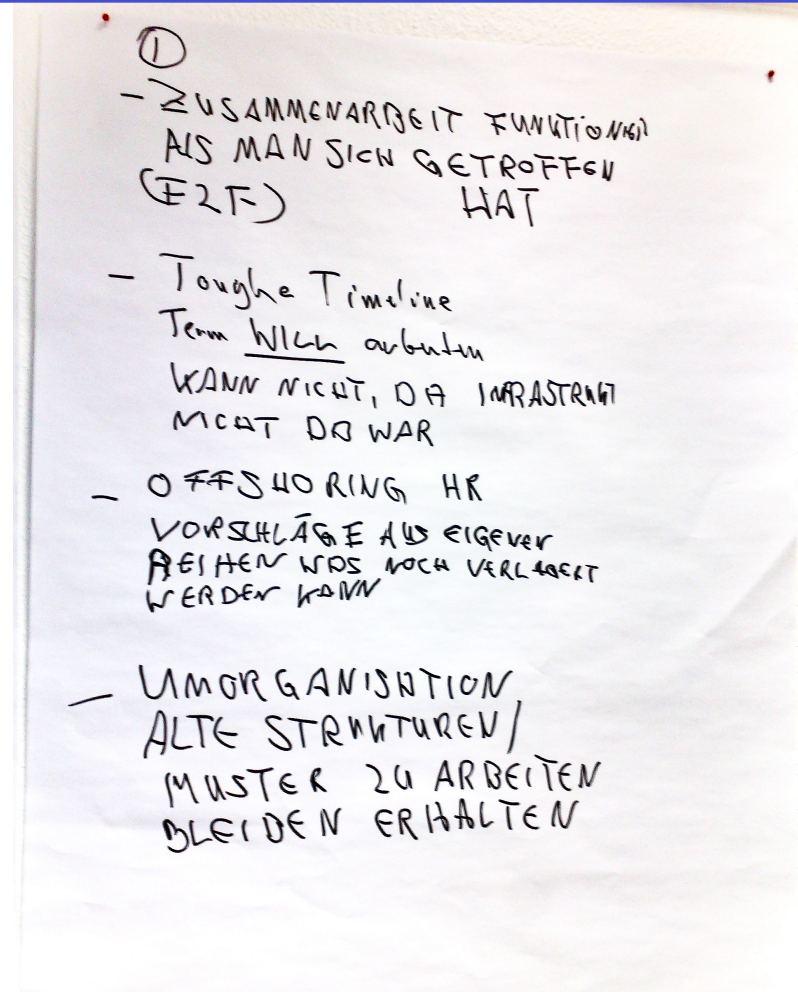 ①
- ZUSAMMENARBEIT FUNKTIONIERT
ALS MAN SICH GETROFFEN
(F2F) HAT
- Toughe Timeline
Team WILL arbeiten
KANN NICHT, DA INFRASTRUKT
NICHT DA WAR
- OFFSHORING HR
VORSCHLÄGE AUS EIGENER
REIHEN WAS NOCH VERLAGERT
WERDEN KANN
- UMORGANISATION
ALTE STRUKTUREN/
MUSTER ZU ARBEITEN
BLEIBEN ERHALTEN